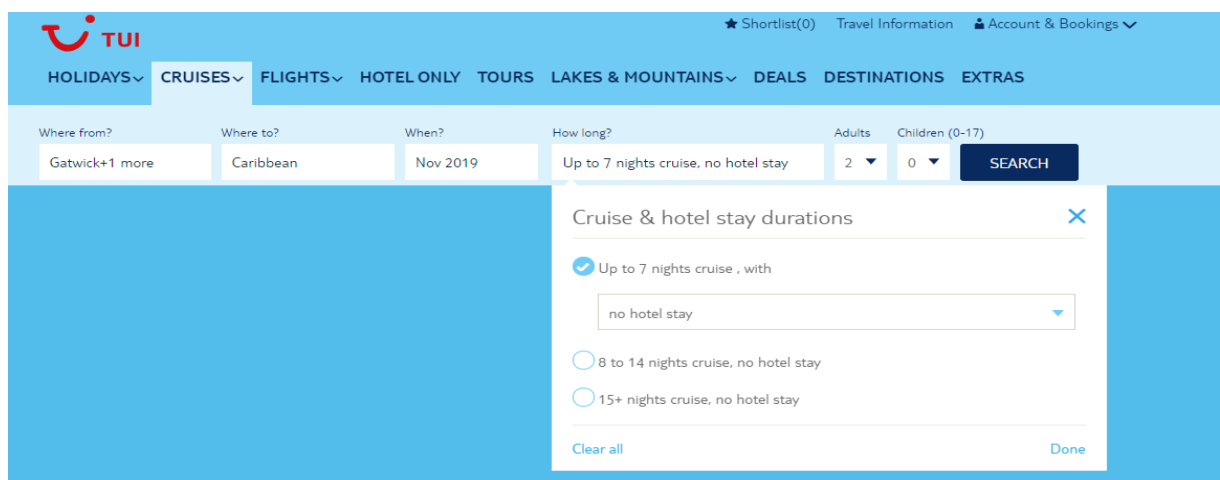 Shortlist(0) Travel Information Account & Bookings
TUI
HOLIDAYS CRUISES FLIGHTS HOTEL ONLY TOURS LAKES & MOUNTAINS DEALS DESTINATIONS EXTRAS
Where from? Where to? When? How long? Adults Children (0-17)
Gatwick+1 more Caribbean Nov 2019 Up to 7 nights cruise, no hotel stay 2 0 SEARCH
Cruise & hotel stay durations
Up to 7 nights cruise , with
no hotel stay
8 to 14 nights cruise, no hotel stay
15+ nights cruise, no hotel stay
Clear all Done